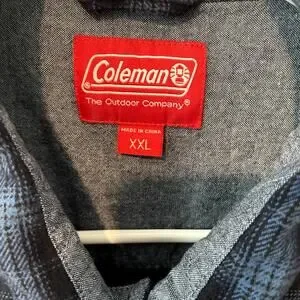 Coleman®
The Outdoor Company®
MADE IN CHINA
XXL